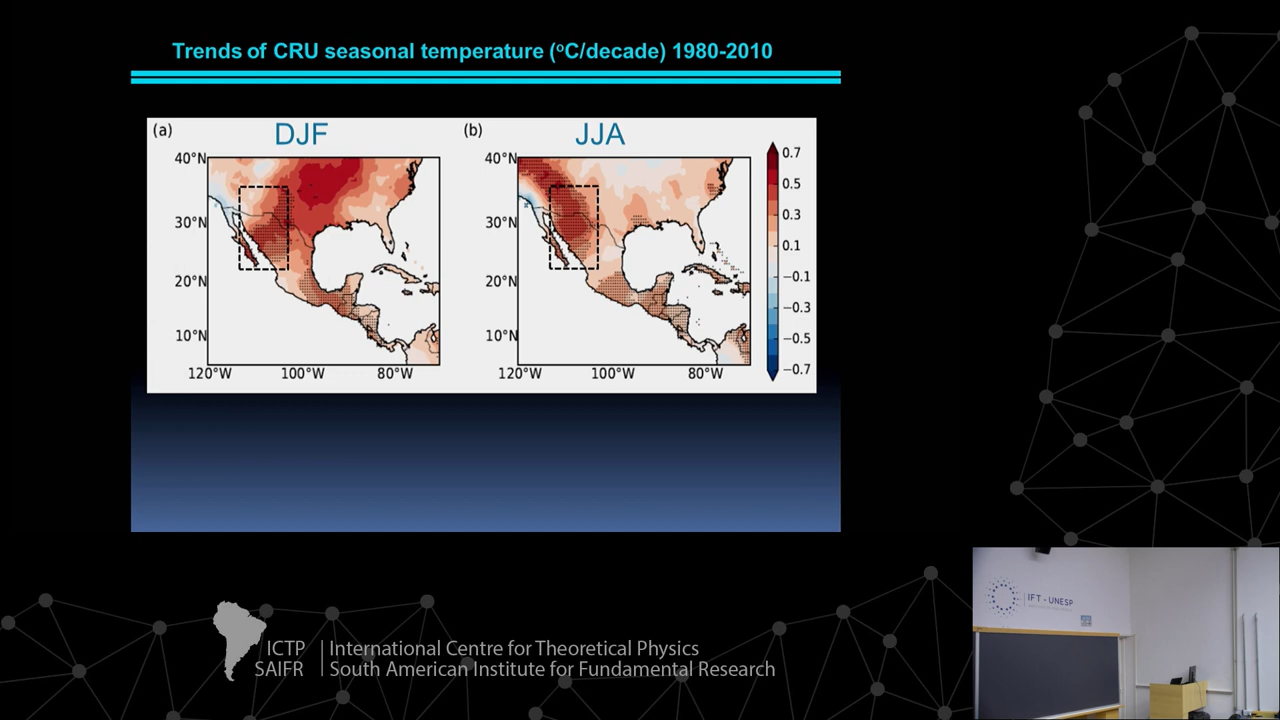 Trends of CRU seasonal temperature (°C/decade) 1980-2010
(a) DJF
(b) JJA
40°N
30°N
20°N
10°N
120°W 100°W 80°W
40°N
30°N
20°N
10°N
120°W 100°W 80°W
0.7
0.5
0.3
0.1
−0.1
−0.3
−0.5
−0.7
IFT - UNESP
ICTP
SAIFR
International Centre for Theoretical Physics
South American Institute for Fundamental Research